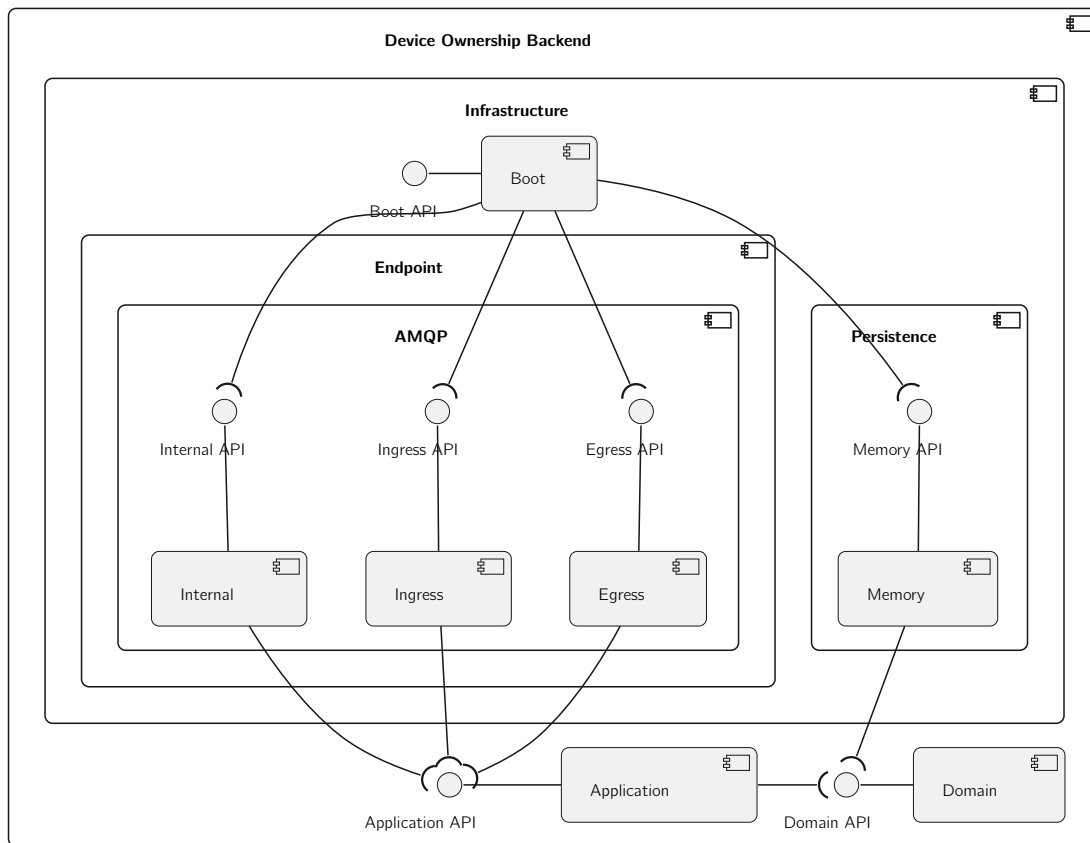 Device Ownership Backend
Infrastructure
Boot
Boot API
Endpoint
AMQP
Persistence
Internal API
Ingress API
Egress API
Memory API
Internal
Ingress
Egress
Memory
Application
Domain
Application API
Domain API